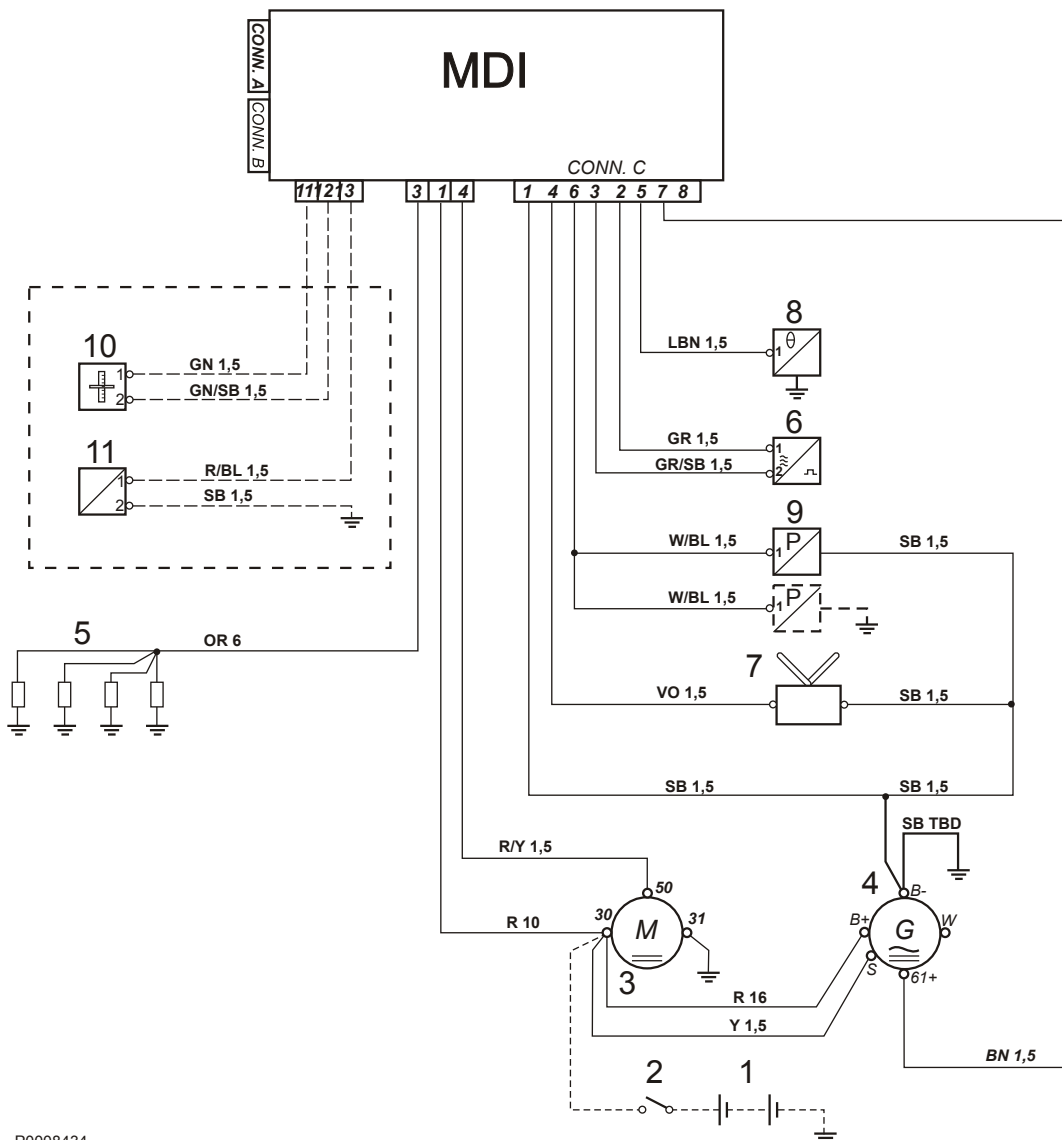 CONN. A
CONN. B
MDI
CONN. C
11 12 13
3 1 4
1 4 6 3 2 5 7 8
8
θ
LBN 1,5
1
10
GN 1,5
1
GN/SB 1,5
2
6
GR 1,5
1
GR/SB 1,5
2
11
R/BL 1,5
1
SB 1,5
2
9
W/BL 1,5
1 P
SB 1,5
W/BL 1,5
1 P
5
OR 6
7
VO 1,5
SB 1,5
SB 1,5
SB 1,5
SB TBD
R/Y 1,5
4
50
B-
30
31
B+
W
R 10
M
G
S
3
61+
R 16
Y 1,5
BN 1,5
2
1
P0008434